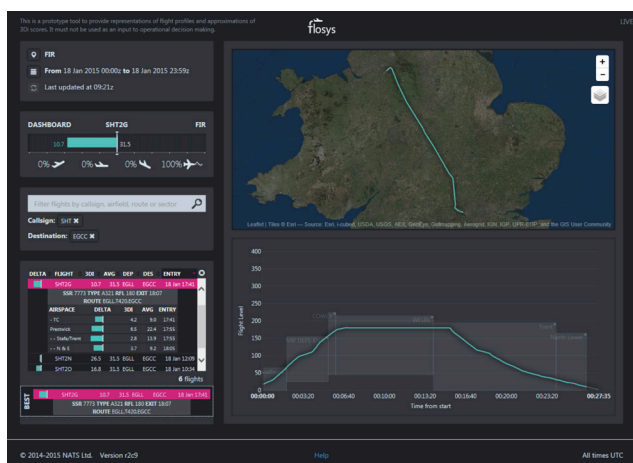 This is a prototype tool to provide representations of flight profiles and approximations of
3Di scores. It must not be used as an input to operational decision making.
flosys
LIVE
FIR
From 18 Jan 2015 00:00z to 18 Jan 2015 23:59z
Last updated at 09:21z
DASHBOARD SHT2G FIR
10.7 31.5
0% 0% 0% 100%
Filter flights by callsign, airfield, route or sector
Callsign: SHT ✖
Destination: EGCC ✖
DELTA FLIGHT 3DI AVG DEP DES ENTRY
SHT2G 10.7 31.5 EGLL EGCC 18 Jan 17:41
SSR 7773 TYPE A321 RFL 180 EXIT 18:07
ROUTE EGLL.T420.EGCC
AIRSPACE DELTA 3DI AVG ENTRY
- TC 4.2 9.0 17:41
Prestwick 6.5 22.4 17:55
- - Stafa/Trent 2.8 13.9 17:55
- - N & E 3.7 9.2 18:05
SHT2N 26.5 31.5 EGLL EGCC 18 Jan 12:09
SHT2O 16.8 31.5 EGLL EGCC 18 Jan 10:34
6 flights
BEST
SHT2G 10.7 31.5 EGLL EGCC 18 Jan 17:41
SSR 7773 TYPE A321 RFL 180 EXIT 18:07
ROUTE EGLL.T420.EGCC
+
−
Leaflet | Tiles © Esri — Source: Esri, i-cubed, USDA, USGS, AEX, GeoEye, Getmapping, Aerogrid, IGN, IGP, UPR-EGP, and the GIS User Community
Flight Level
400
350
300
250
200
150
100
50
0
00:00:00 00:03:20 00:06:40 00:10:00 00:13:20 00:16:40 00:20:00 00:23:20 00:27:35
Time from start
© 2014-2015 NATS Ltd. Version r2c9
Help
All times UTC